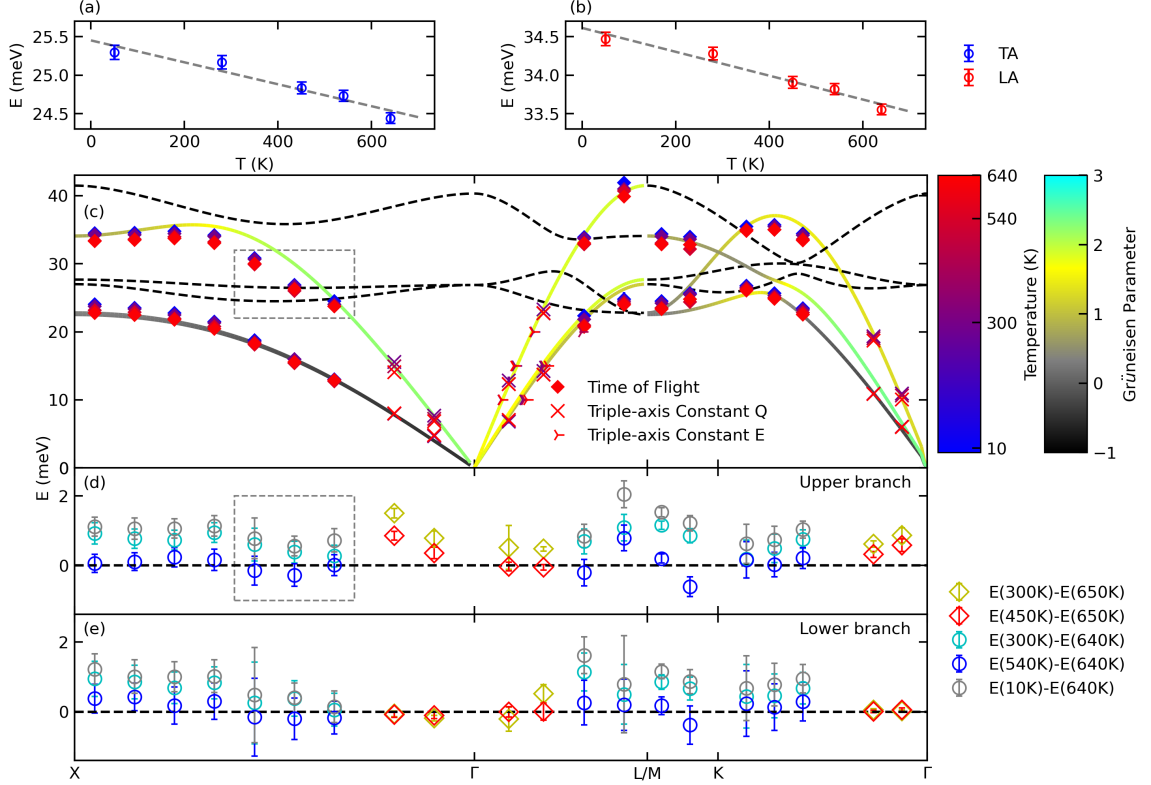 (a)
(b)
25.5
25.0
24.5
E (meV)
0 200 400 600
T (K)
34.5
34.0
33.5
E (meV)
0 200 400 600
T (K)
TA
LA
(c)
40
30
20
10
0
E (meV)
Time of Flight
Triple-axis Constant Q
Triple-axis Constant E
640
540
300
10
Temperature (K)
3
2
1
0
−1
Grüneisen Parameter
(d)
Upper branch
2
0
(e)
Lower branch
2
0
X Γ L/M K Γ
E(300K)-E(650K)
E(450K)-E(650K)
E(300K)-E(640K)
E(540K)-E(640K)
E(10K)-E(640K)